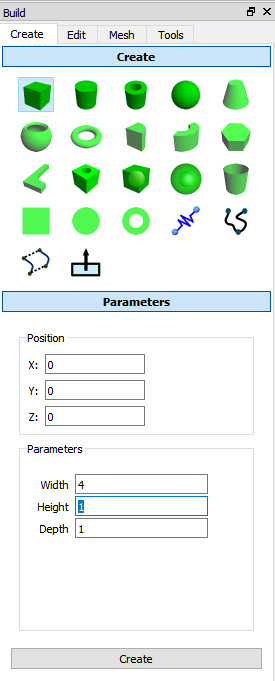 Build
Create Edit Mesh Tools
Create
Parameters
Position
X: 0
Y: 0
Z: 0
Parameters
Width 4
Height 1
Depth 1
Create